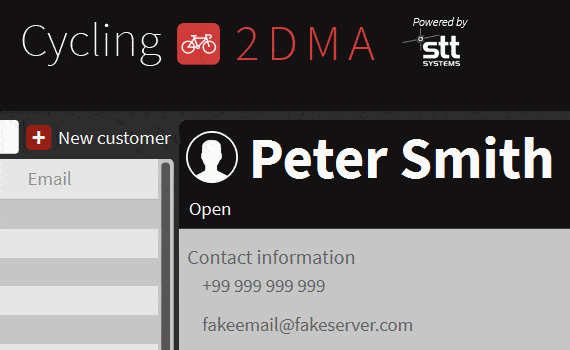 Cycling 2DMA
Powered by
stt
SYSTEMS
New customer
Email
Peter Smith
Open
Contact information
+99 999 999 999
fakeemail@fakeserver.com